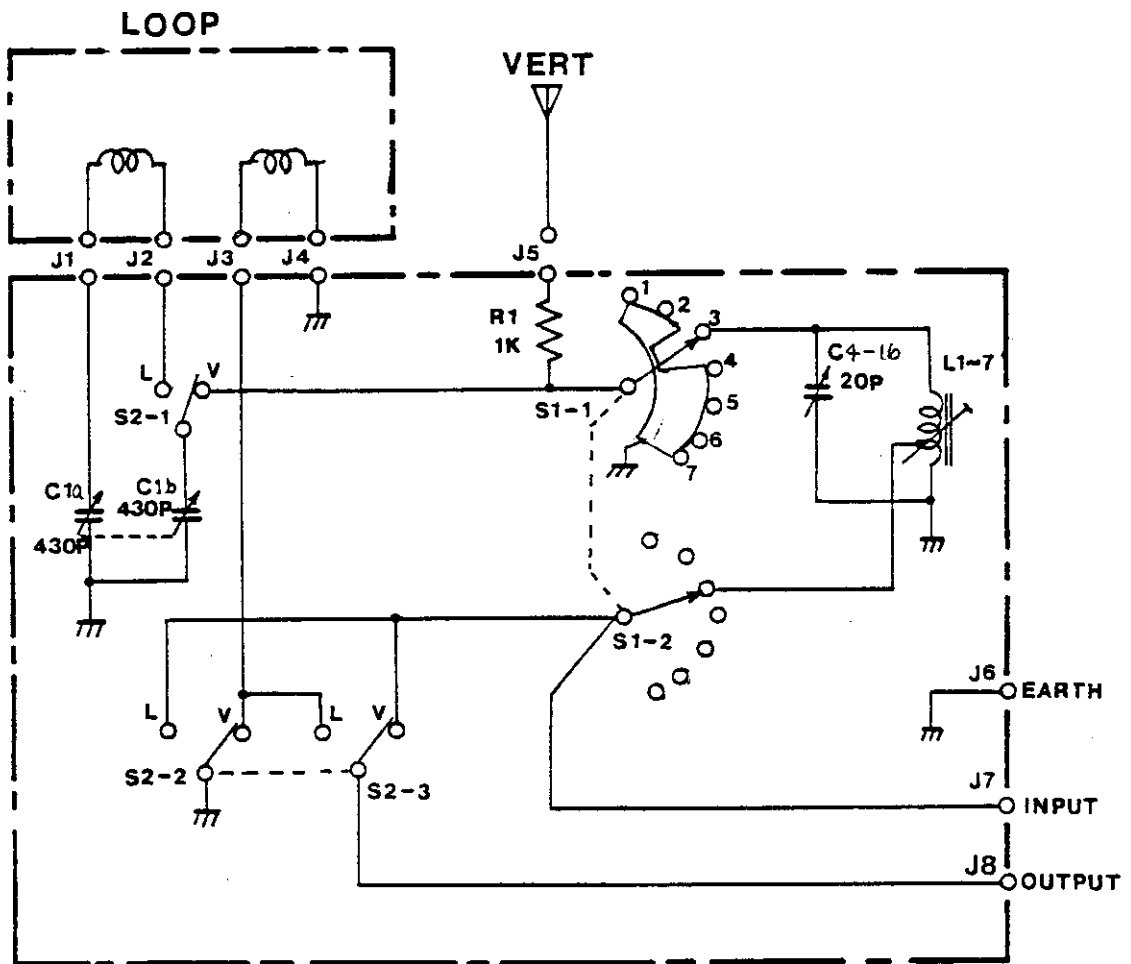 LOOP
VERT
J1
J2
J3
J4
J5
R1
1K
1
2
3
4
5
6
7
C4-16
20P
L1~7
L
V
S2-1
S1-1
C1a
430P
C1b
430P
S1-2
L
V
L
V
S2-2
S2-3
J6
EARTH
J7
INPUT
J8
OUTPUT